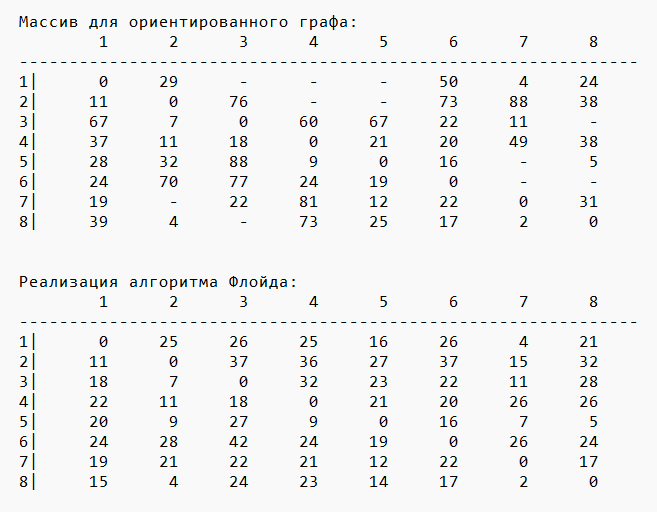 Массив для ориентированного графа:
1 2 3 4 5 6 7 8
--------------------------------------------------------------
1| 0 29 - - - 50 4 24
2| 11 0 76 - - 73 88 38
3| 67 7 0 60 67 22 11 -
4| 37 11 18 0 21 20 49 38
5| 28 32 88 9 0 16 - 5
6| 24 70 77 24 19 0 - -
7| 19 - 22 81 12 22 0 31
8| 39 4 - 73 25 17 2 0
Реализация алгоритма Флойда:
1 2 3 4 5 6 7 8
--------------------------------------------------------------
1| 0 25 26 25 16 26 4 21
2| 11 0 37 36 27 37 15 32
3| 18 7 0 32 23 22 11 28
4| 22 11 18 0 21 20 26 26
5| 20 9 27 9 0 16 7 5
6| 24 28 42 24 19 0 26 24
7| 19 21 22 21 12 22 0 17
8| 15 4 24 23 14 17 2 0